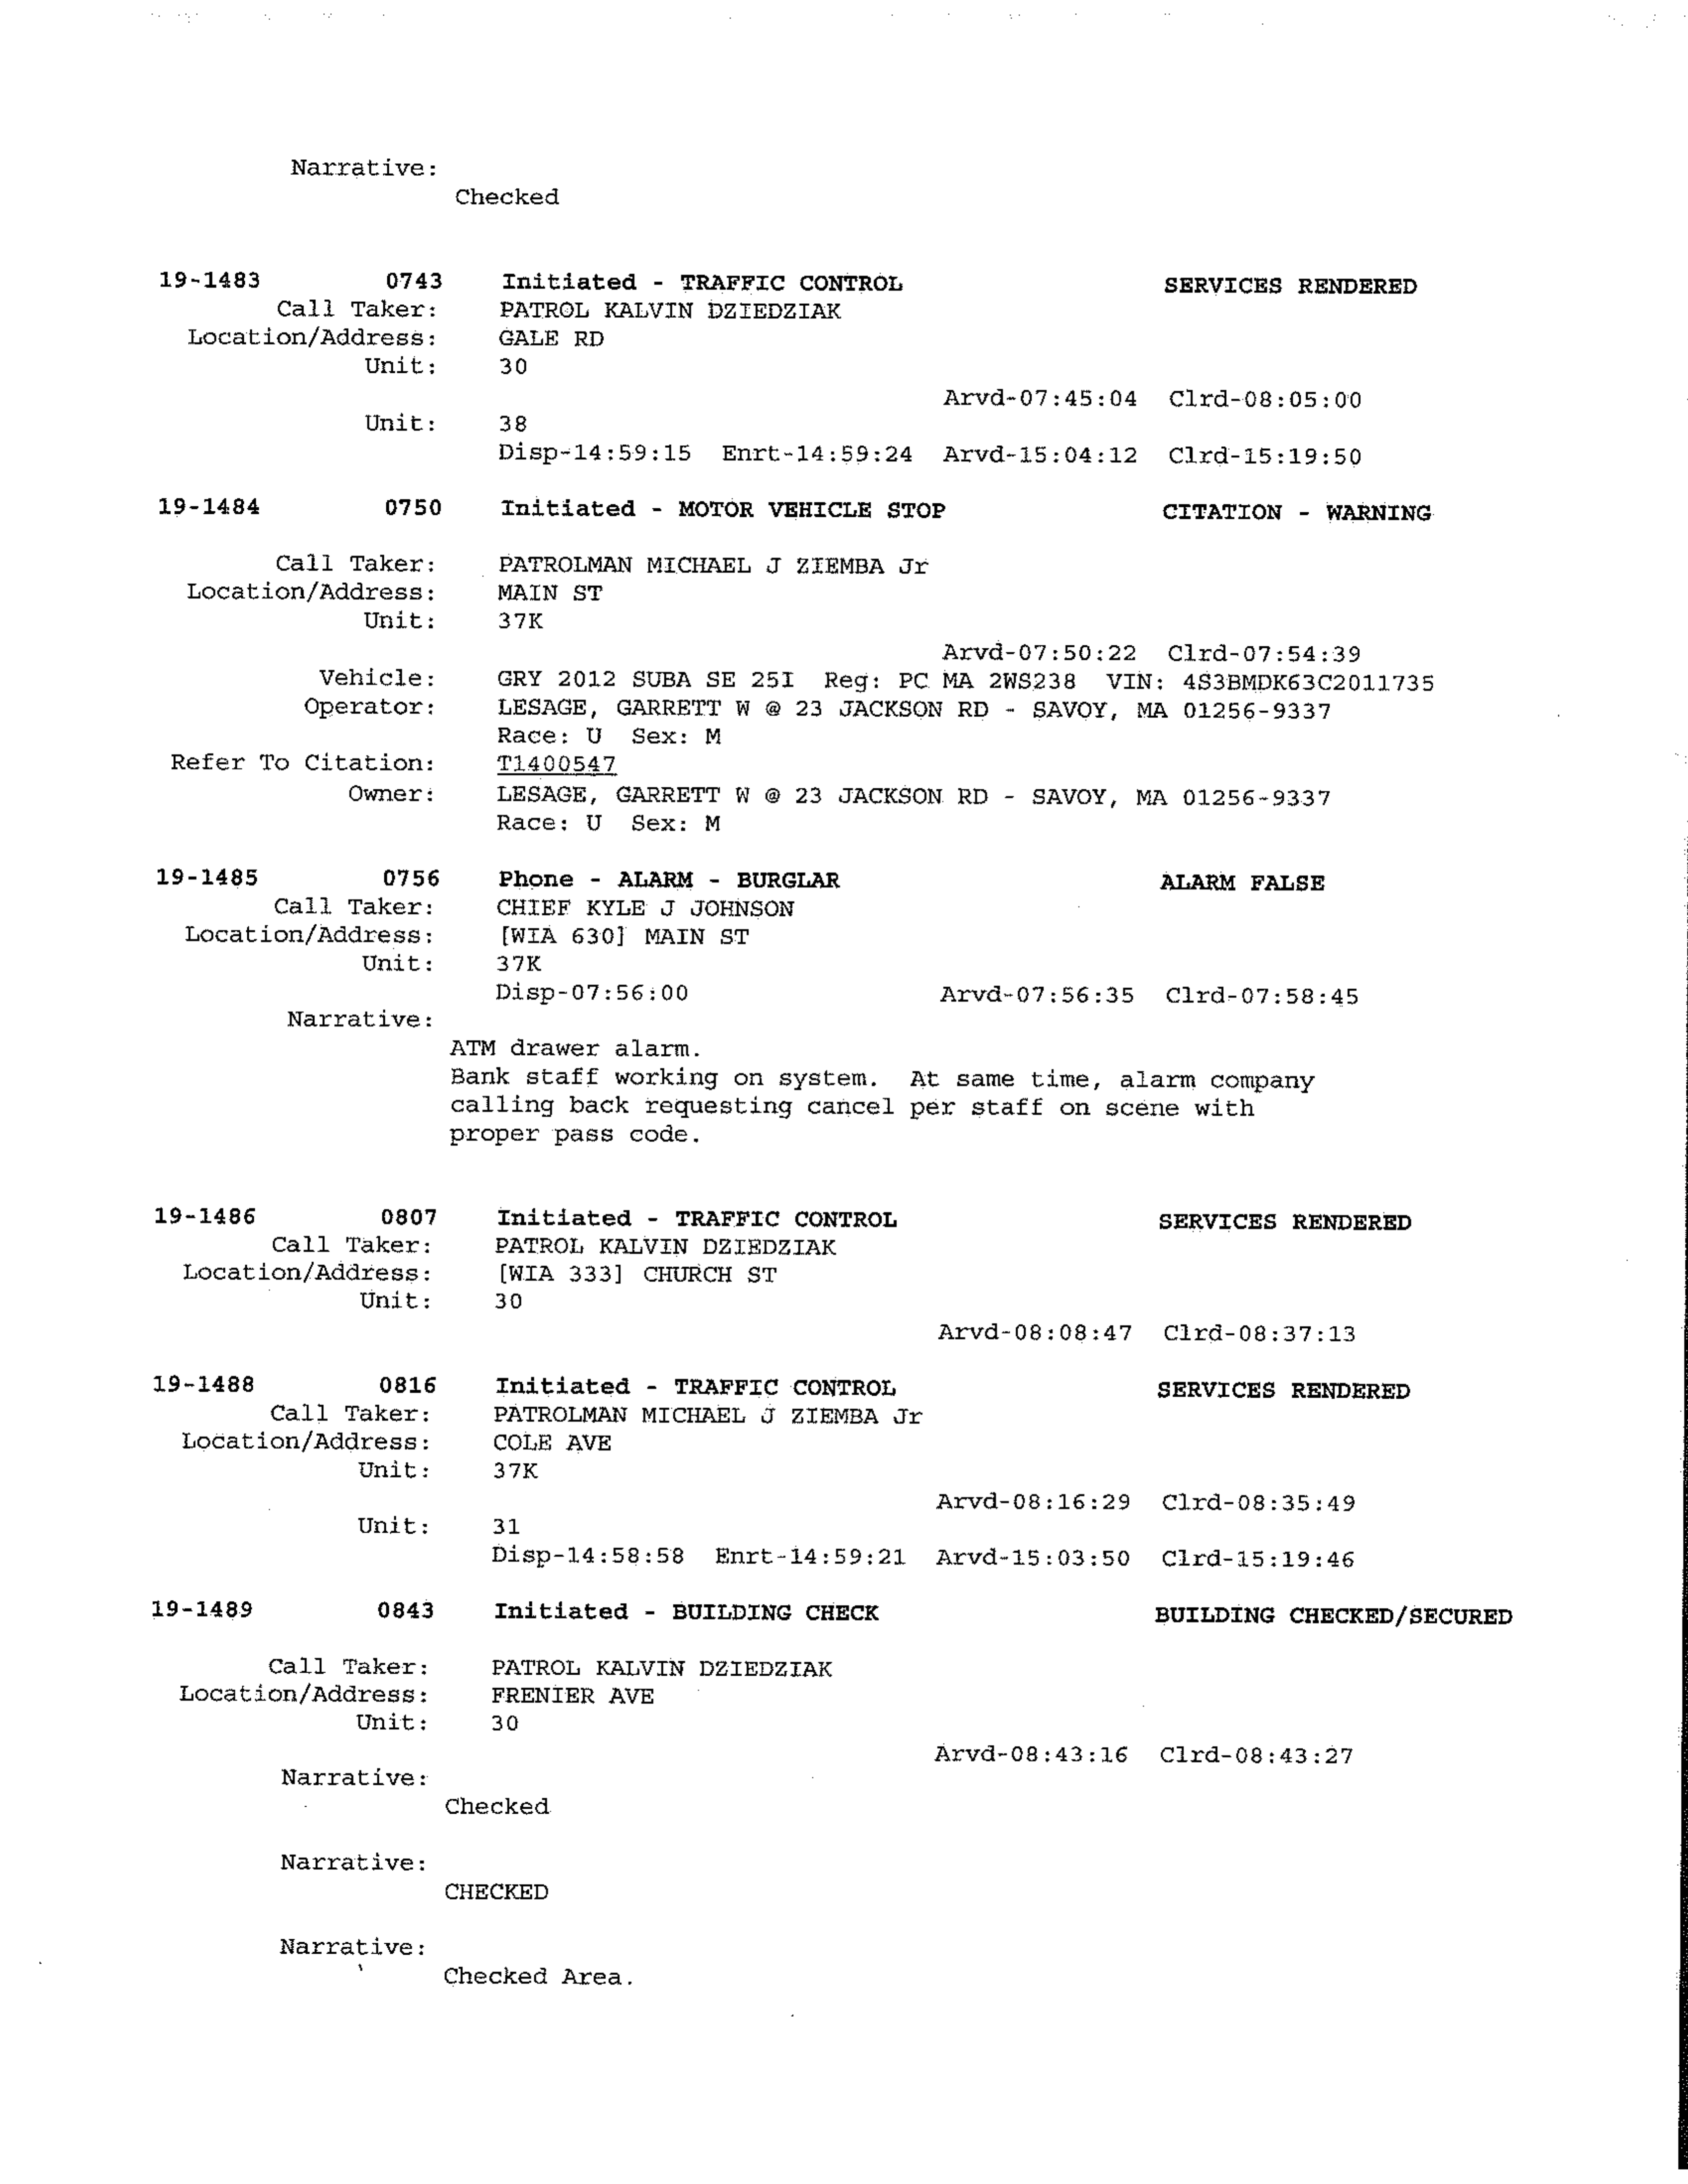 Narrative:
Checked
19-1483 0743 Initiated - TRAFFIC CONTROL SERVICES RENDERED
Call Taker: PATROL KALVIN DZIEDZIAK
Location/Address: GALE RD
Unit: 30
Arvd-07:45:04 Clrd-08:05:00
Unit: 38
Disp-14:59:15 Enrt-14:59:24 Arvd-15:04:12 Clrd-15:19:50
19-1484 0750 Initiated - MOTOR VEHICLE STOP CITATION - WARNING
Call Taker: PATROLMAN MICHAEL J ZIEMBA Jr
Location/Address: MAIN ST
Unit: 37K
Arvd-07:50:22 Clrd-07:54:39
Vehicle: GRY 2012 SUBA SE 25I Reg: PC MA 2WS238 VIN: 4S3BMDK63C2011735
Operator: LESAGE, GARRETT W @ 23 JACKSON RD - SAVOY, MA 01256-9337
Race: U Sex: M
Refer To Citation: T1400547
Owner: LESAGE, GARRETT W @ 23 JACKSON RD - SAVOY, MA 01256-9337
Race: U Sex: M
19-1485 0756 Phone - ALARM - BURGLAR ALARM FALSE
Call Taker: CHIEF KYLE J JOHNSON
Location/Address: [WIA 630] MAIN ST
Unit: 37K
Disp-07:56:00 Arvd-07:56:35 Clrd-07:58:45
Narrative:
ATM drawer alarm.
Bank staff working on system. At same time, alarm company
calling back requesting cancel per staff on scene with
proper pass code.
19-1486 0807 Initiated - TRAFFIC CONTROL SERVICES RENDERED
Call Taker: PATROL KALVIN DZIEDZIAK
Location/Address: [WIA 333] CHURCH ST
Unit: 30
Arvd-08:08:47 Clrd-08:37:13
19-1488 0816 Initiated - TRAFFIC CONTROL SERVICES RENDERED
Call Taker: PATROLMAN MICHAEL J ZIEMBA Jr
Location/Address: COLE AVE
Unit: 37K
Arvd-08:16:29 Clrd-08:35:49
Unit: 31
Disp-14:58:58 Enrt-14:59:21 Arvd-15:03:50 Clrd-15:19:46
19-1489 0843 Initiated - BUILDING CHECK BUILDING CHECKED/SECURED
Call Taker: PATROL KALVIN DZIEDZIAK
Location/Address: FRENIER AVE
Unit: 30
Arvd-08:43:16 Clrd-08:43:27
Narrative:
Checked
Narrative:
CHECKED
Narrative:
Checked Area.